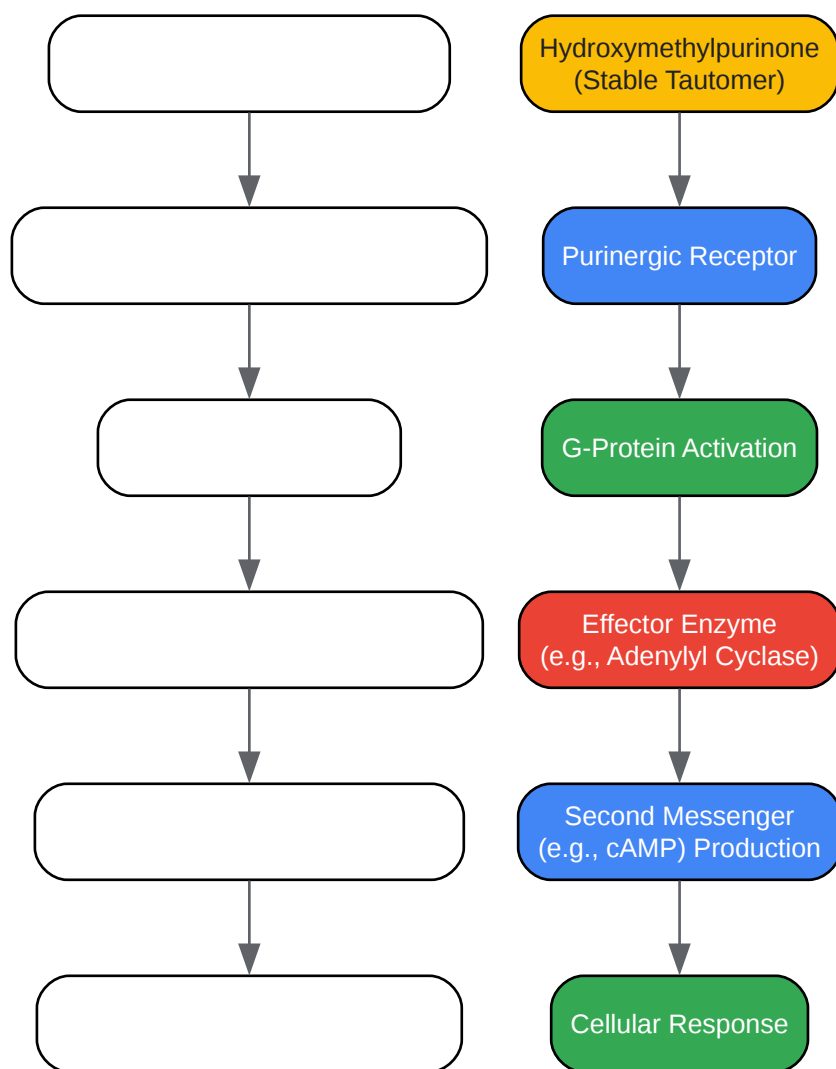 Hydroxymethylpurinone
(Stable Tautomer)
Purinergic Receptor
G-Protein Activation
Effector Enzyme
(e.g., Adenylyl Cyclase)
Second Messenger
(e.g., cAMP) Production
Cellular Response